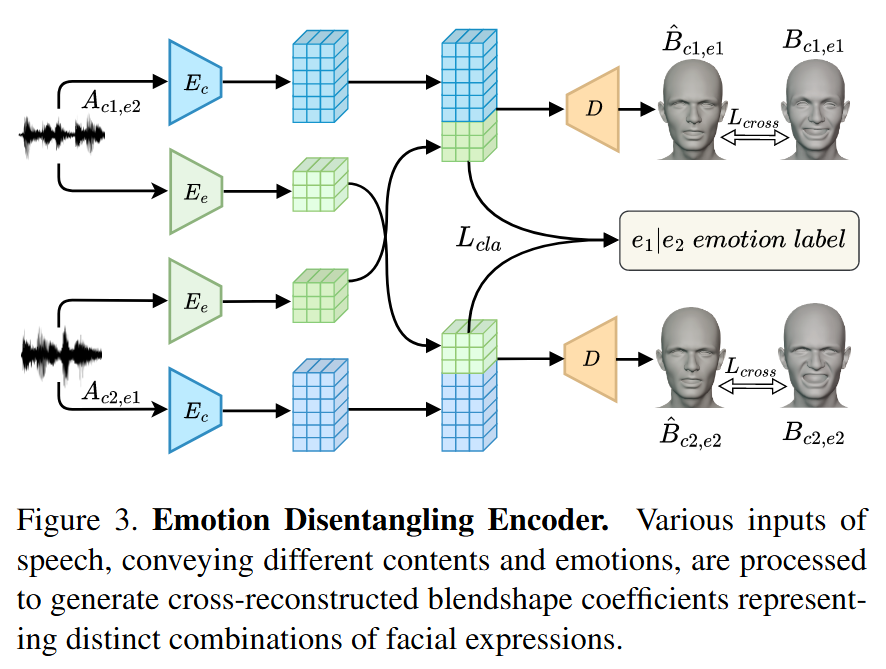 A_{c1,e2}
E_c
D
B̂_{c1,e1}
B_{c1,e1}
L_{cross}
E_e
L_{cla}
e_1|e_2 emotion label
E_e
A_{c2,e1}
E_c
D
L_{cross}
B̂_{c2,e2}
B_{c2,e2}
Figure 3. Emotion Disentangling Encoder. Various inputs of
speech, conveying different contents and emotions, are processed
to generate cross-reconstructed blendshape coefficients represent-
ing distinct combinations of facial expressions.